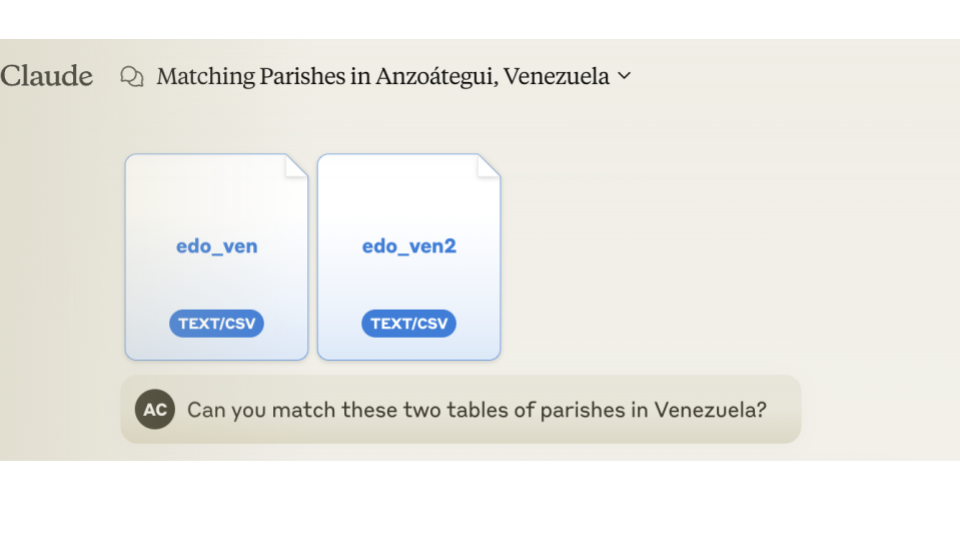 Claude Matching Parishes in Anzoátegui, Venezuela
edo_ven edo_ven2
TEXT/CSV TEXT/CSV
AC Can you match these two tables of parishes in Venezuela?